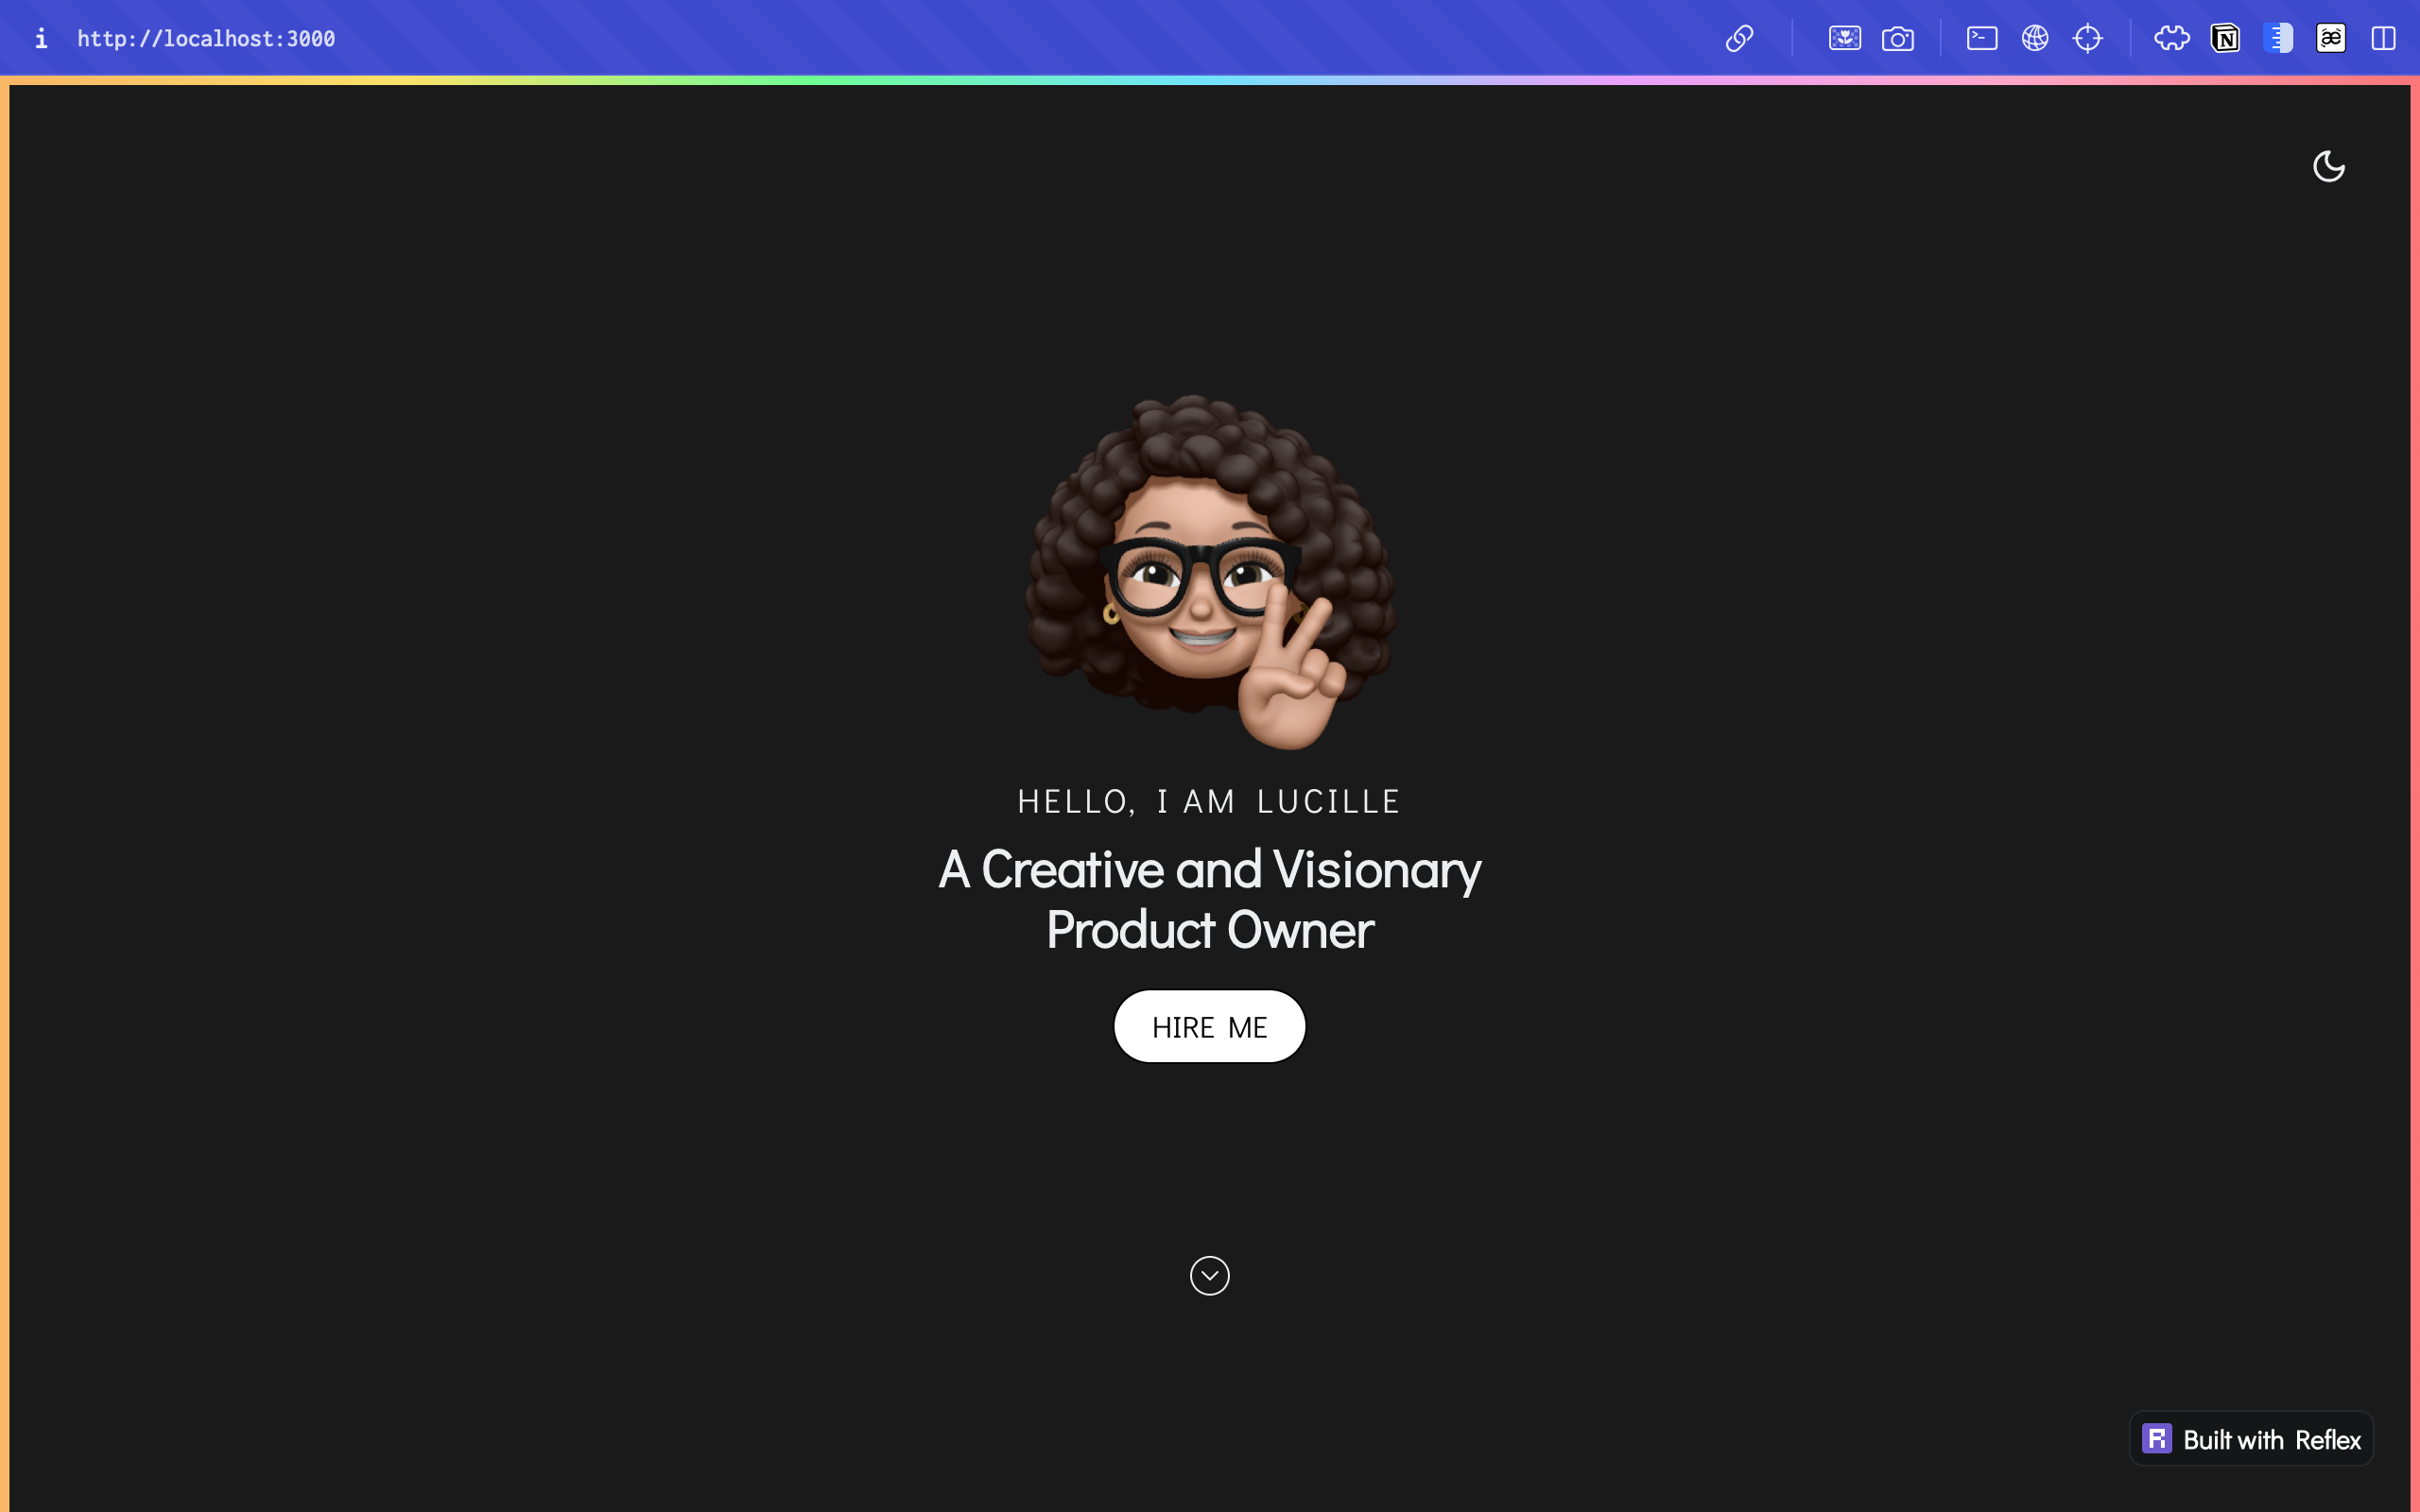 http://localhost:3000
HELLO, I AM LUCILLE
A Creative and Visionary
Product Owner
HIRE ME
Built with Reflex